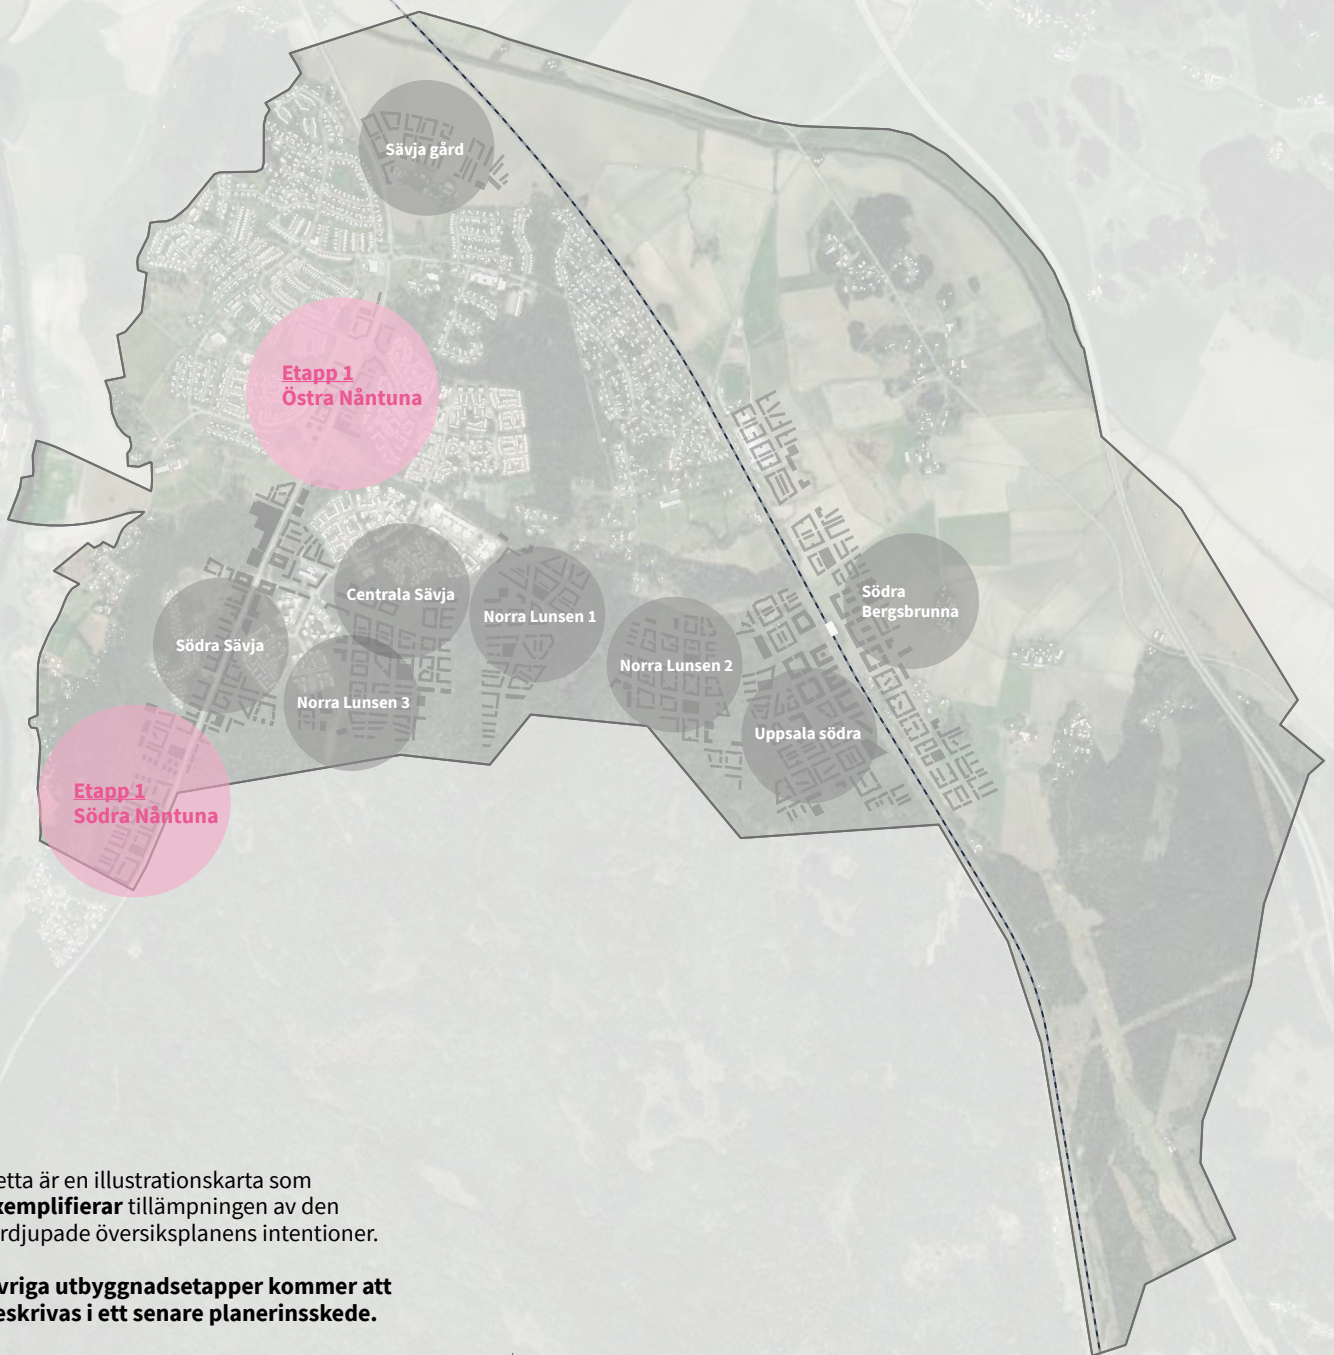 Sävja gård
Etapp 1
Östra Nåntuna
Centrala Sävja
Norra Lunsen 1
Södra
Bergsbrunna
Södra Sävja
Norra Lunsen 2
Norra Lunsen 3
Uppsala södra
Etapp 1
Södra Nåntuna
etta är en illustrationskarta som
xemplifierar tillämpningen av den
rdjupade översiksplanens intentioner.
vriga utbyggnadsetapper kommer att
eskrivas i ett senare planerinsskede.